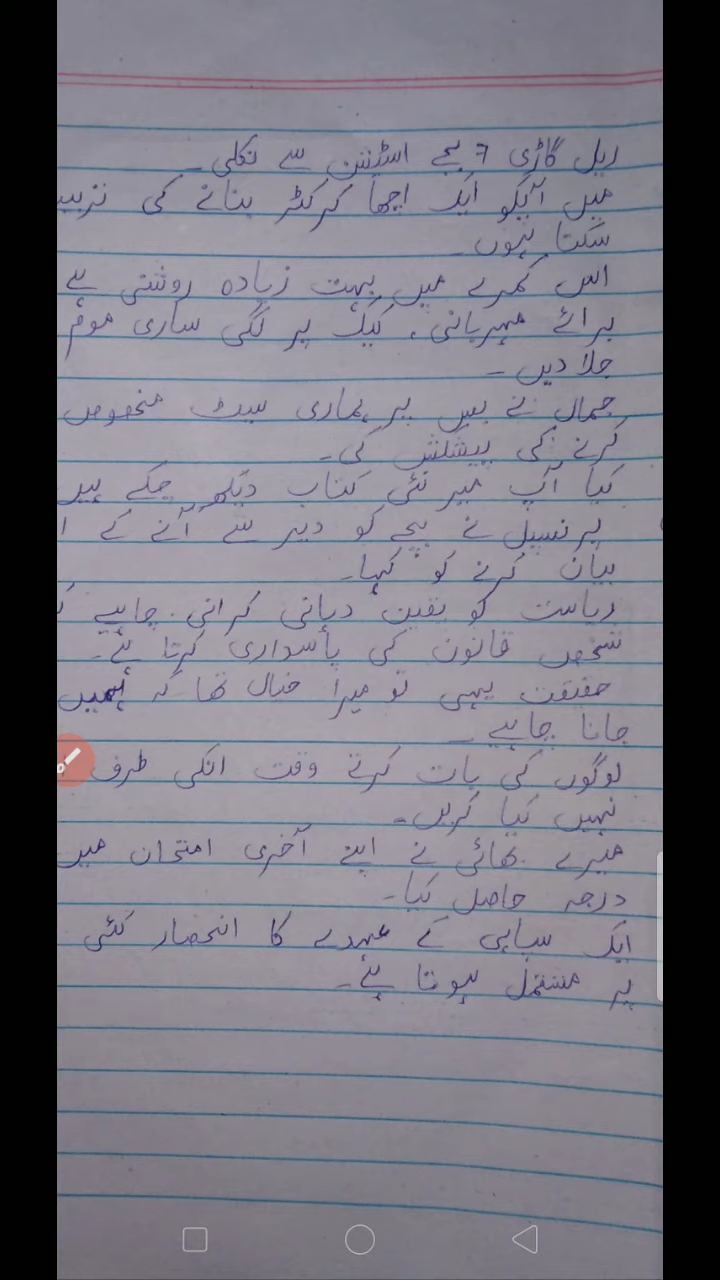 ریل گاڑی 7 بجے اسٹیشن سے نکلی۔
میں آپکو ایک اچھا کرکٹر بنانے کی
سکتا ہوں۔
اس کمرے میں بہت زیادہ روشنی ہے
برائے مہربانی، کیک پر لگی ساری موم
جلا دیں۔
جمال نے بس پر ہماری سیٹ مخصوص
کرنے کی پیشکش کی۔
کیا آپ میر نئی کتاب دیکھ چکے ہیں
پرنسپل نے بچے کو دیر سے آنے کے
بیان کرنے کو کہا۔
ریاست کو یقین دہانی کرانی چاہیے
شخص قانون کی پاسداری کرتا ہے۔
حقیقت یہی تو میرا خیال تھا کہ ہمیں
جانا چاہیے۔
لوگوں کی بات کرتے وقت انکی طرف
نہیں کیا کریں۔
میرے بھائی نے اپنے آخری امتحان میں
درجہ حاصل کیا۔
ایک سپاہی کے عہدے کا انحصار کئی
پر مشتمل ہوتا ہے۔